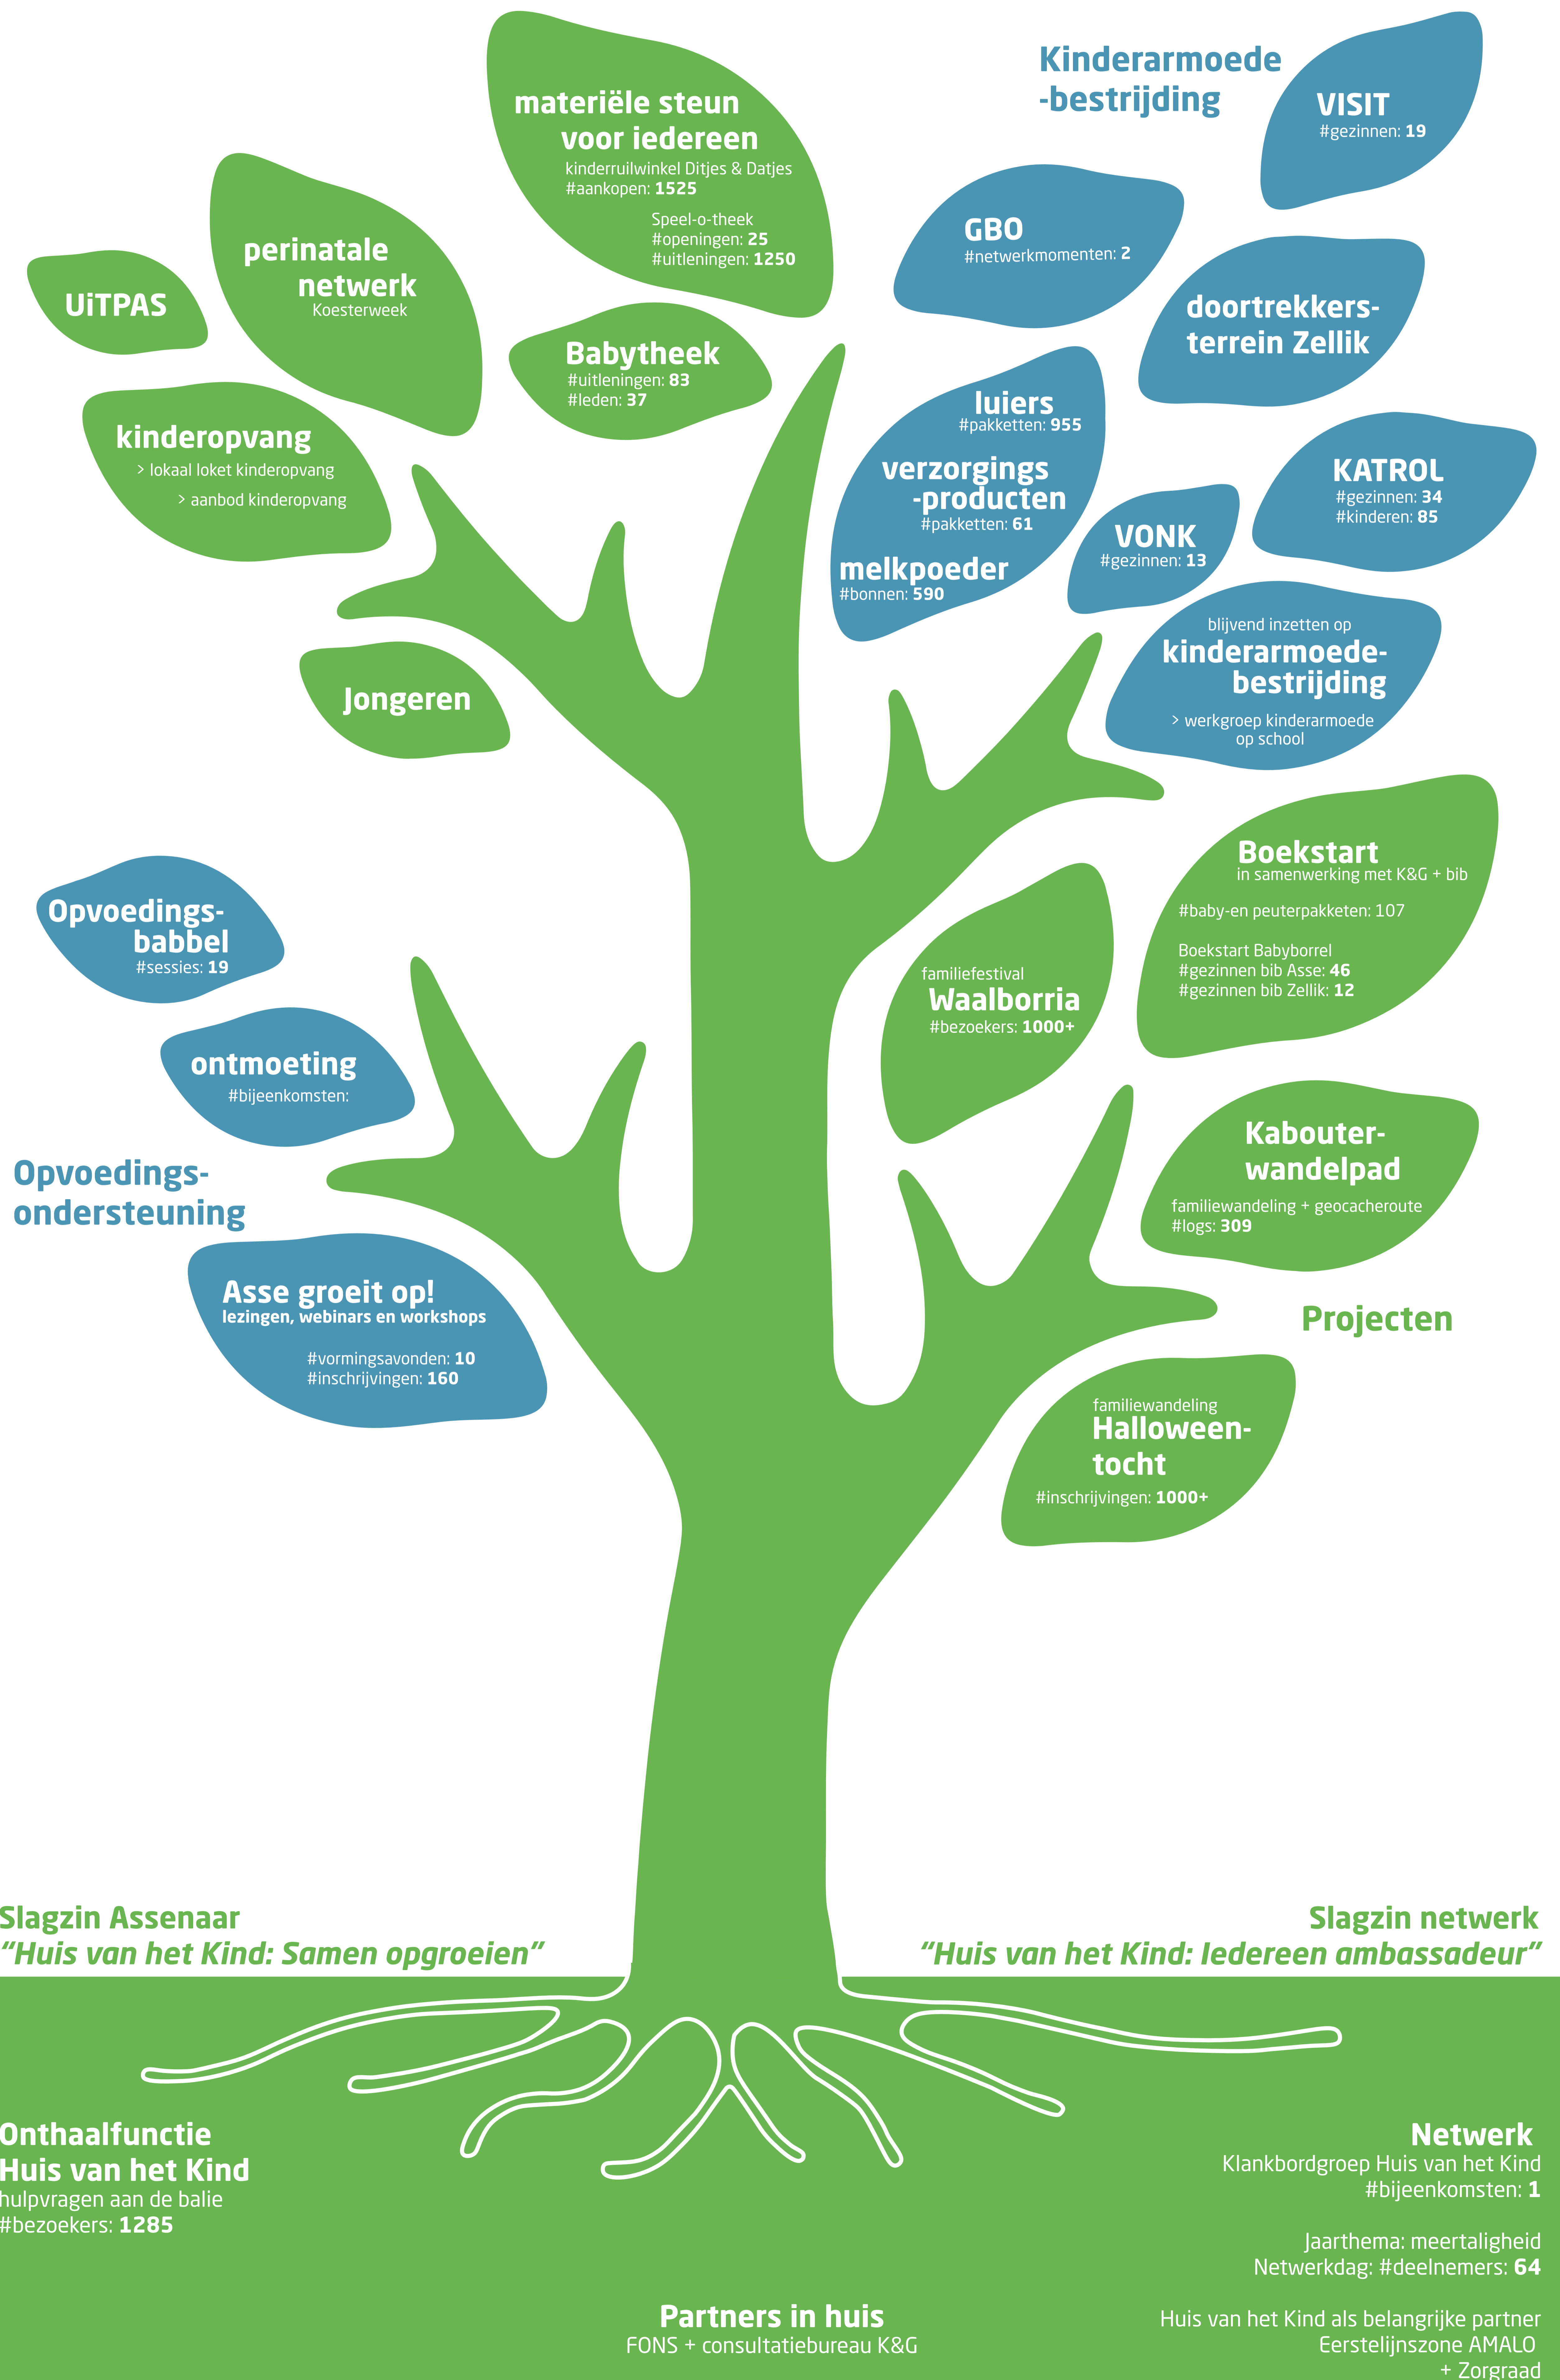 materiële steun
voor iedereen
kinderruilwinkel Ditjes & Datjes
#aankopen: 1525
Speel-o-theek
#openingen: 25
#uitleningen: 1250
perinatale
netwerk
Koesterweek
UiTPAS
Babytheek
#uitleningen: 83
#leden: 37
kinderopvang
> lokaal loket kinderopvang
> aanbod kinderopvang
Jongeren
Kinderarmoede
-bestrijding
VISIT
#gezinnen: 19
GBO
#netwerkmomenten: 2
doortrekkers-
terrein Zellik
luiers
#pakketten: 955
verzorgings
-producten
#pakketten: 61
melkpoeder
#bonnen: 590
KATROL
#gezinnen: 34
#kinderen: 85
VONK
#gezinnen: 13
blijvend inzetten op
kinderarmoede-
bestrijding
> werkgroep kinderarmoede
op school
Opvoedings-
babbel
#sessies: 19
ontmoeting
#bijeenkomsten:
Opvoedings-
ondersteuning
Asse groeit op!
lezingen, webinars en workshops
#vormingsavonden: 10
#inschrijvingen: 160
Boekstart
in samenwerking met K&G + bib
#baby-en peuterpakketen: 107
Boekstart Babyborrel
#gezinnen bib Asse: 46
#gezinnen bib Zellik: 12
familiefestival
Waalborria
#bezoekers: 1000+
Kabouter-
wandelpad
familiewandeling + geocacheroute
#logs: 309
Projecten
familiewandeling
Halloween-
tocht
#inschrijvingen: 1000+
Slagzin Assenaar
“Huis van het Kind: Samen opgroeien”
Slagzin netwerk
“Huis van het Kind: Iedereen ambassadeur”
Onthaalfunctie
Huis van het Kind
hulpvragen aan de balie
#bezoekers: 1285
Partners in huis
FONS + consultatiebureau K&G
Netwerk
Klankbordgroep Huis van het Kind
#bijeenkomsten: 1
Jaarthema: meertaligheid
Netwerkdag: #deelnemers: 64
Huis van het Kind als belangrijke partner
Eerstelijnszone AMALO
+ Zorgraad